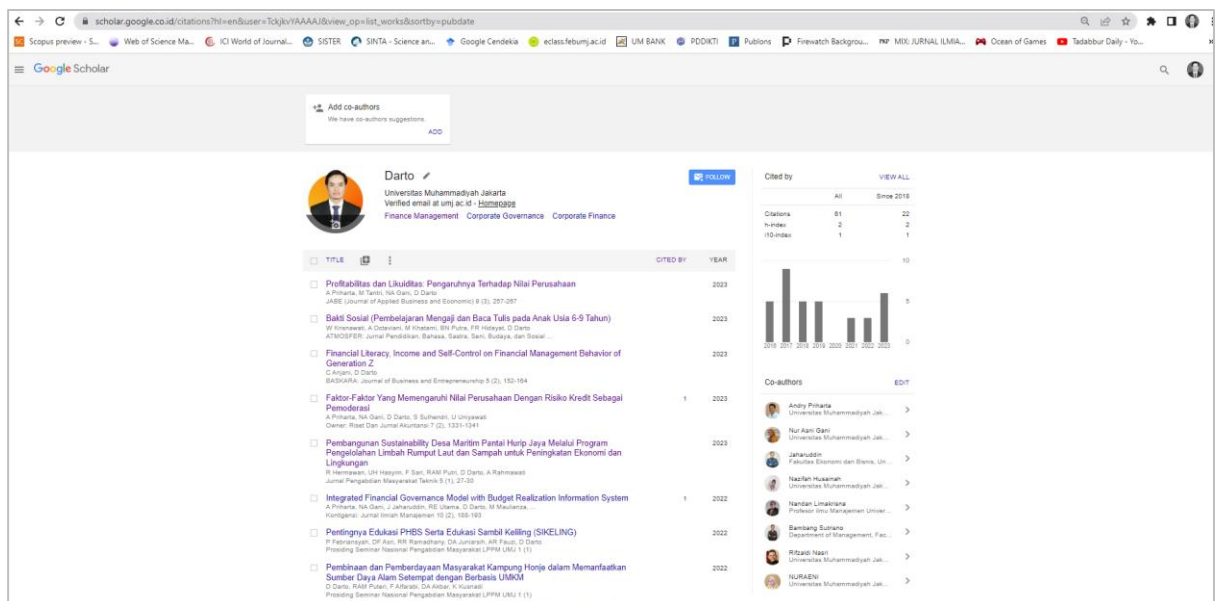 scholar.google.co.id/citations?hl=en&user=TckjkvYAAAAJ&view_op=list_works&sortby=pubdate
Scopus preview - S... Web of Science Ma... ICI World of Journal... SISTER SINTA - Science an... Google Cendekia eclass.febumj.ac.id UM BANK PDDIKTI Publons Firewatch Backgrou... MIX: JURNAL ILMIA... Ocean of Games Tadabbur Daily - Yo...
Google Scholar
Add co-authors
We have co-authors suggestions.
ADD
Darto
FOLLOW
Universitas Muhammadiyah Jakarta
Verified email at umj.ac.id - Homepage
Finance Management Corporate Governance Corporate Finance
TITLE CITED BY YEAR
Profitabilitas dan Likuiditas: Pengaruhnya Terhadap Nilai Perusahaan 2023
A Priharta, M Tantri, NA Gani, D Darto
JABE (Journal of Applied Business and Economic) 9 (3), 257-267
Bakti Sosial (Pembelajaran Mengaji dan Baca Tulis pada Anak Usia 6-9 Tahun) 2023
W Krisnawati, A Octaviani, M Khatami, BN Putra, FR Hidayat, D Darto
ATMOSFER: Jurnal Pendidikan, Bahasa, Sastra, Seni, Budaya, dan Sosial ...
Financial Literacy, Income and Self-Control on Financial Management Behavior of 2023
Generation Z
C Anjani, D Darto
BASKARA: Journal of Business and Entrepreneurship 5 (2), 152-164
Faktor-Faktor Yang Memengaruhi Nilai Perusahaan Dengan Risiko Kredit Sebagai 1 2023
Pemoderasi
A Priharta, NA Gani, D Darto, S Suhendri, U Uniyawati
Owner: Riset Dan Jurnal Akuntansi 7 (2), 1331-1341
Pembangunan Sustainability Desa Maritim Pantai Hurip Jaya Melalui Program 2023
Pengelolahan Limbah Rumput Laut dan Sampah untuk Peningkatan Ekonomi dan
Lingkungan
R Hermawan, UH Hasyim, F Sari, RAM Putri, D Darto, A Rahmawati
Jurnal Pengabdian Masyarakat Teknik 5 (1), 27-30
Integrated Financial Governance Model with Budget Realization Information System 1 2022
A Priharta, NA Gani, J Jaharuddin, RE Utama, D Darto, M Maulianza, ...
Kontigensi: Jurnal Ilmiah Manajemen 10 (2), 188-193
Pentingnya Edukasi PHBS Serta Edukasi Sambil Keliling (SIKELING) 2022
P Febriansyah, DF Asri, RR Ramadhany, DA Juniarsih, AR Fauzi, D Darto
Prosiding Seminar Nasional Pengabdian Masyarakat LPPM UMJ 1 (1)
Pembinaan dan Pemberdayaan Masyarakat Kampung Honje dalam Memanfaatkan 2022
Sumber Daya Alam Setempat dengan Berbasis UMKM
D Darto, RAM Puteri, F Alfarabi, DA Akbar, K Kusnadi
Prosiding Seminar Nasional Pengabdian Masyarakat LPPM UMJ 1 (1)
Cited by VIEW ALL
All Since 2018
Citations 81 22
h-index 2 2
i10-index 1 1
10
5
0
2016 2017 2018 2019 2020 2021 2022 2023
Co-authors EDIT
Andry Priharta
Universitas Muhammadiyah Jak...
Nur Asni Gani
Universitas Muhammadiyah Jak...
Jaharuddin
Fakultas Ekonomi dan Bisnis, Un...
Nazifah Husainah
Universitas Muhammadiyah Jak...
Nandan Limakrisna
Profesor Ilmu Manajemen Univer...
Bambang Sutrisno
Department of Management, Fac...
Rifzaldi Nasri
Universitas Muhammadiyah Jak...
NURAENI
Universitas Muhammadiyah Jak...